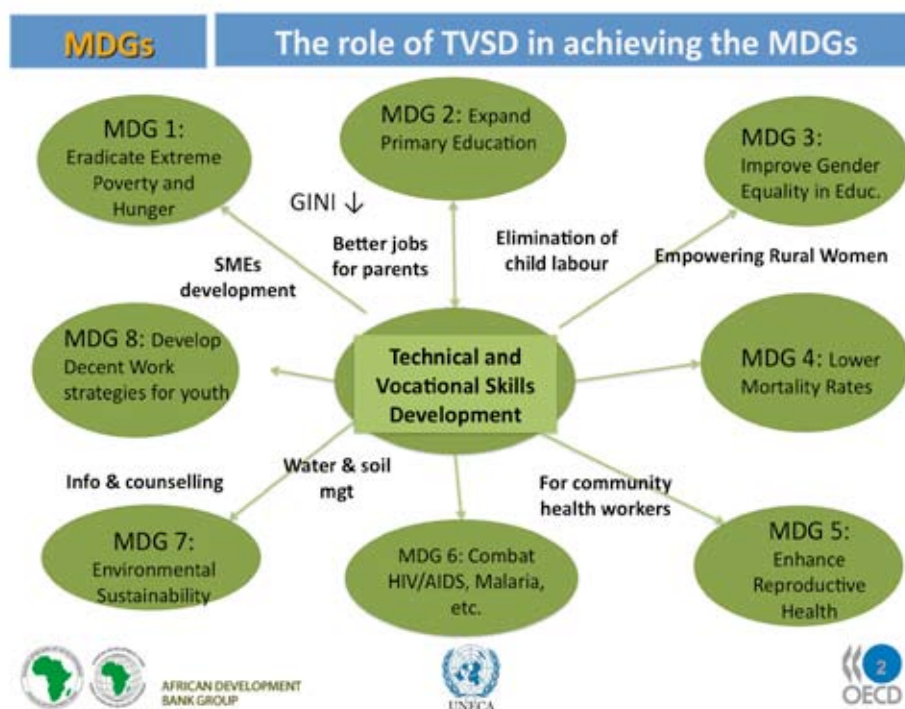 MDGs
The role of TVSD in achieving the MDGs
MDG 1:
Eradicate Extreme
Poverty and
Hunger
MDG 2: Expand
Primary Education
MDG 3:
Improve Gender
Equality in Educ.
GINI ↓
Better jobs
for parents
Elimination of
child labour
SMEs
development
Empowering Rural Women
MDG 8: Develop
Decent Work
strategies for youth
Technical and
Vocational Skills
Development
MDG 4: Lower
Mortality Rates
Info & counselling
Water & soil
mgt
For community
health workers
MDG 7:
Environmental
Sustainability
MDG 6: Combat
HIV/AIDS, Malaria,
etc.
MDG 5:
Enhance
Reproductive
Health
AFRICAN DEVELOPMENT
BANK GROUP
UNECA
2
OECD